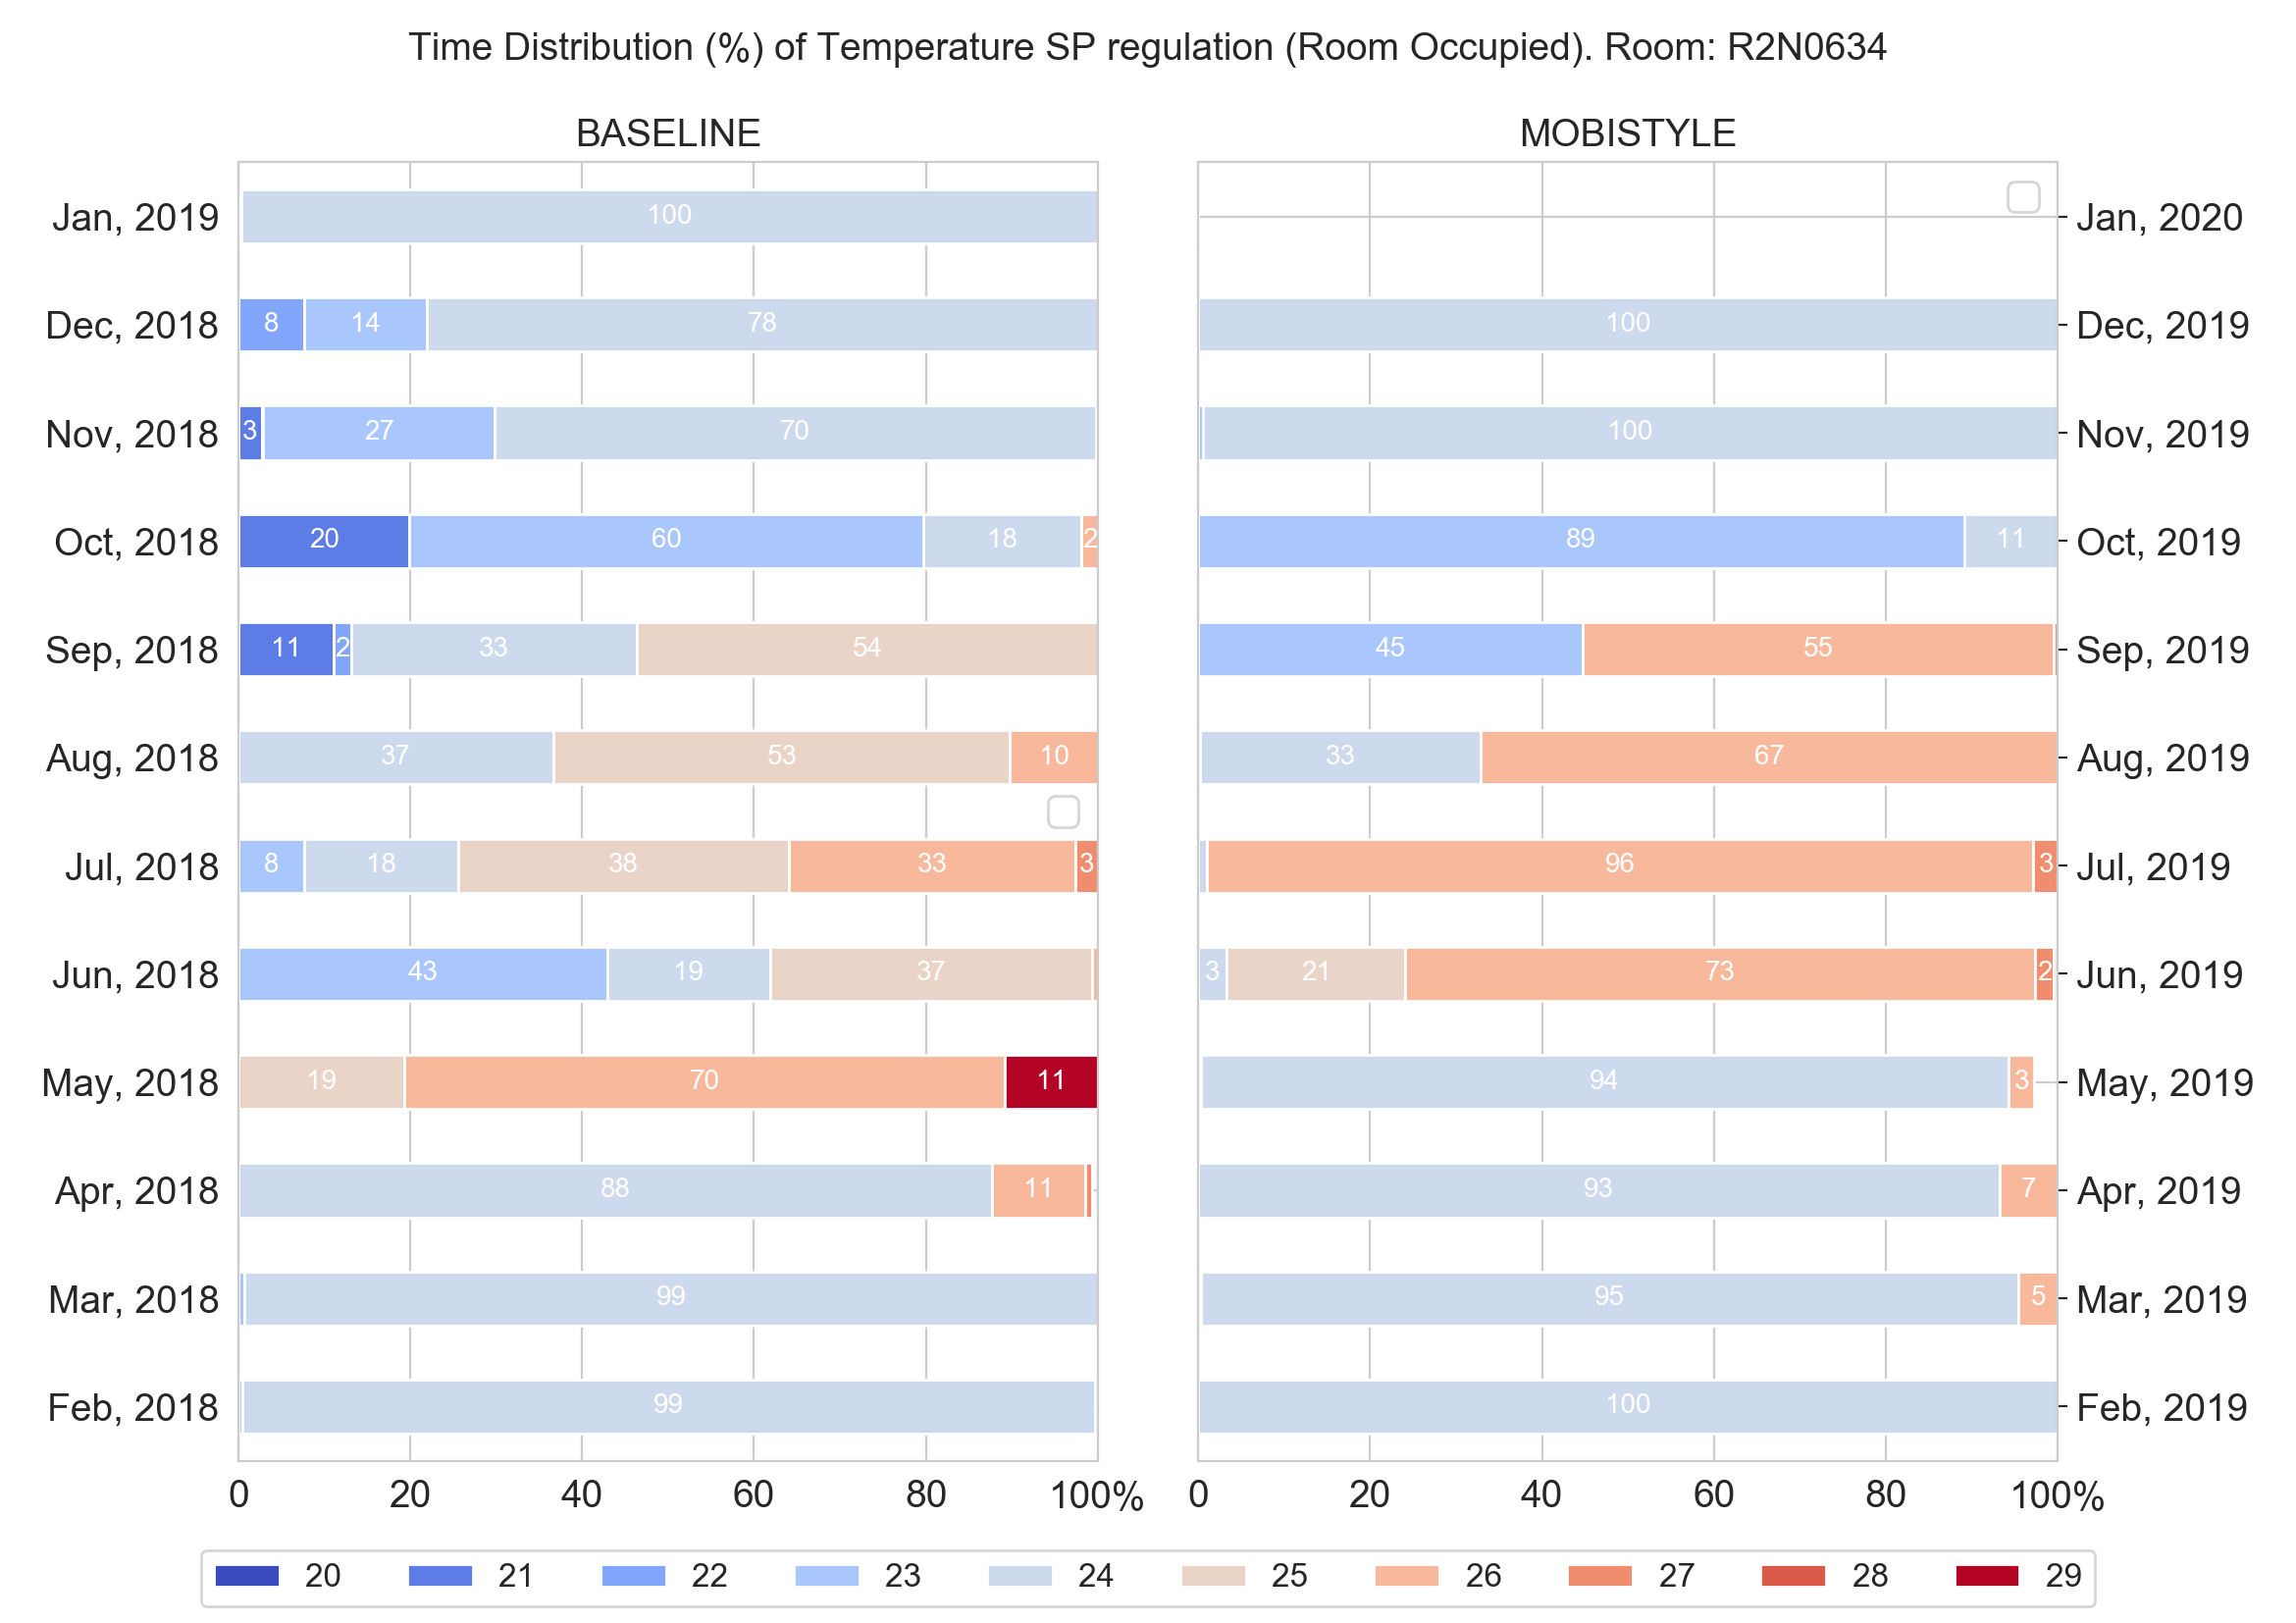 Time Distribution (%) of Temperature SP regulation (Room Occupied). Room: R2N0634
BASELINE
MOBISTYLE
Jan, 2019 100 Jan, 2020
Dec, 2018 8 14 78 100 Dec, 2019
Nov, 2018 3 27 70 100 Nov, 2019
Oct, 2018 20 60 18 2 89 11 Oct, 2019
Sep, 2018 11 2 33 54 45 55 Sep, 2019
Aug, 2018 37 53 10 33 67 Aug, 2019
Jul, 2018 8 18 38 33 3 96 3 Jul, 2019
Jun, 2018 43 19 37 3 21 73 2 Jun, 2019
May, 2018 19 70 11 94 3 May, 2019
Apr, 2018 88 11 93 7 Apr, 2019
Mar, 2018 99 95 5 Mar, 2019
Feb, 2018 99 100 Feb, 2019
0 20 40 60 80 100% 0 20 40 60 80 100%
20 21 22 23 24 25 26 27 28 29